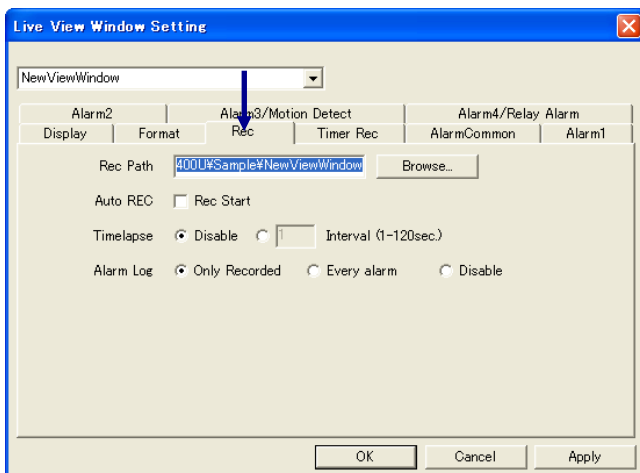 Live View Window Setting
NewViewWindow
Alarm2 Alarm3/Motion Detect Alarm4/Relay Alarm
Display Format Rec Timer Rec AlarmCommon Alarm1
Rec Path 400U¥Sample¥NewViewWindow Browse...
Auto REC Rec Start
Timelapse Disable 1 Interval (1-120sec.)
Alarm Log Only Recorded Every alarm Disable
OK Cancel Apply